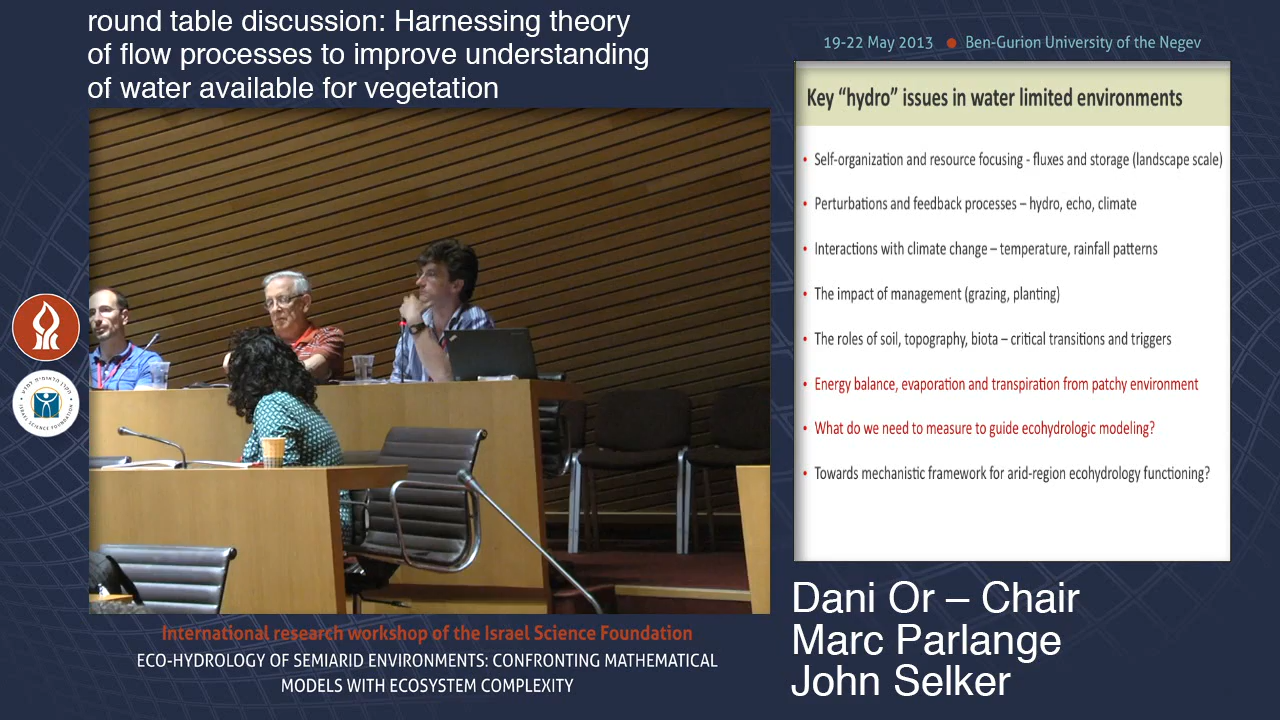 round table discussion: Harnessing theory
of flow processes to improve understanding
of water available for vegetation
19-22 May 2013 ● Ben-Gurion University of the Negev
Key “hydro” issues in water limited environments
• Self-organization and resource focusing - fluxes and storage (landscape scale)
• Perturbations and feedback processes – hydro, echo, climate
• Interactions with climate change – temperature, rainfall patterns
• The impact of management (grazing, planting)
• The roles of soil, topography, biota – critical transitions and triggers
• Energy balance, evaporation and transpiration from patchy environment
• What do we need to measure to guide ecohydrologic modeling?
• Towards mechanistic framework for arid-region ecohydrology functioning?
Dani Or – Chair
Marc Parlange
John Selker
International research workshop of the Israel Science Foundation
ECO-HYDROLOGY OF SEMIARID ENVIRONMENTS: CONFRONTING MATHEMATICAL
MODELS WITH ECOSYSTEM COMPLEXITY
ISRAEL SCIENCE FOUNDATION